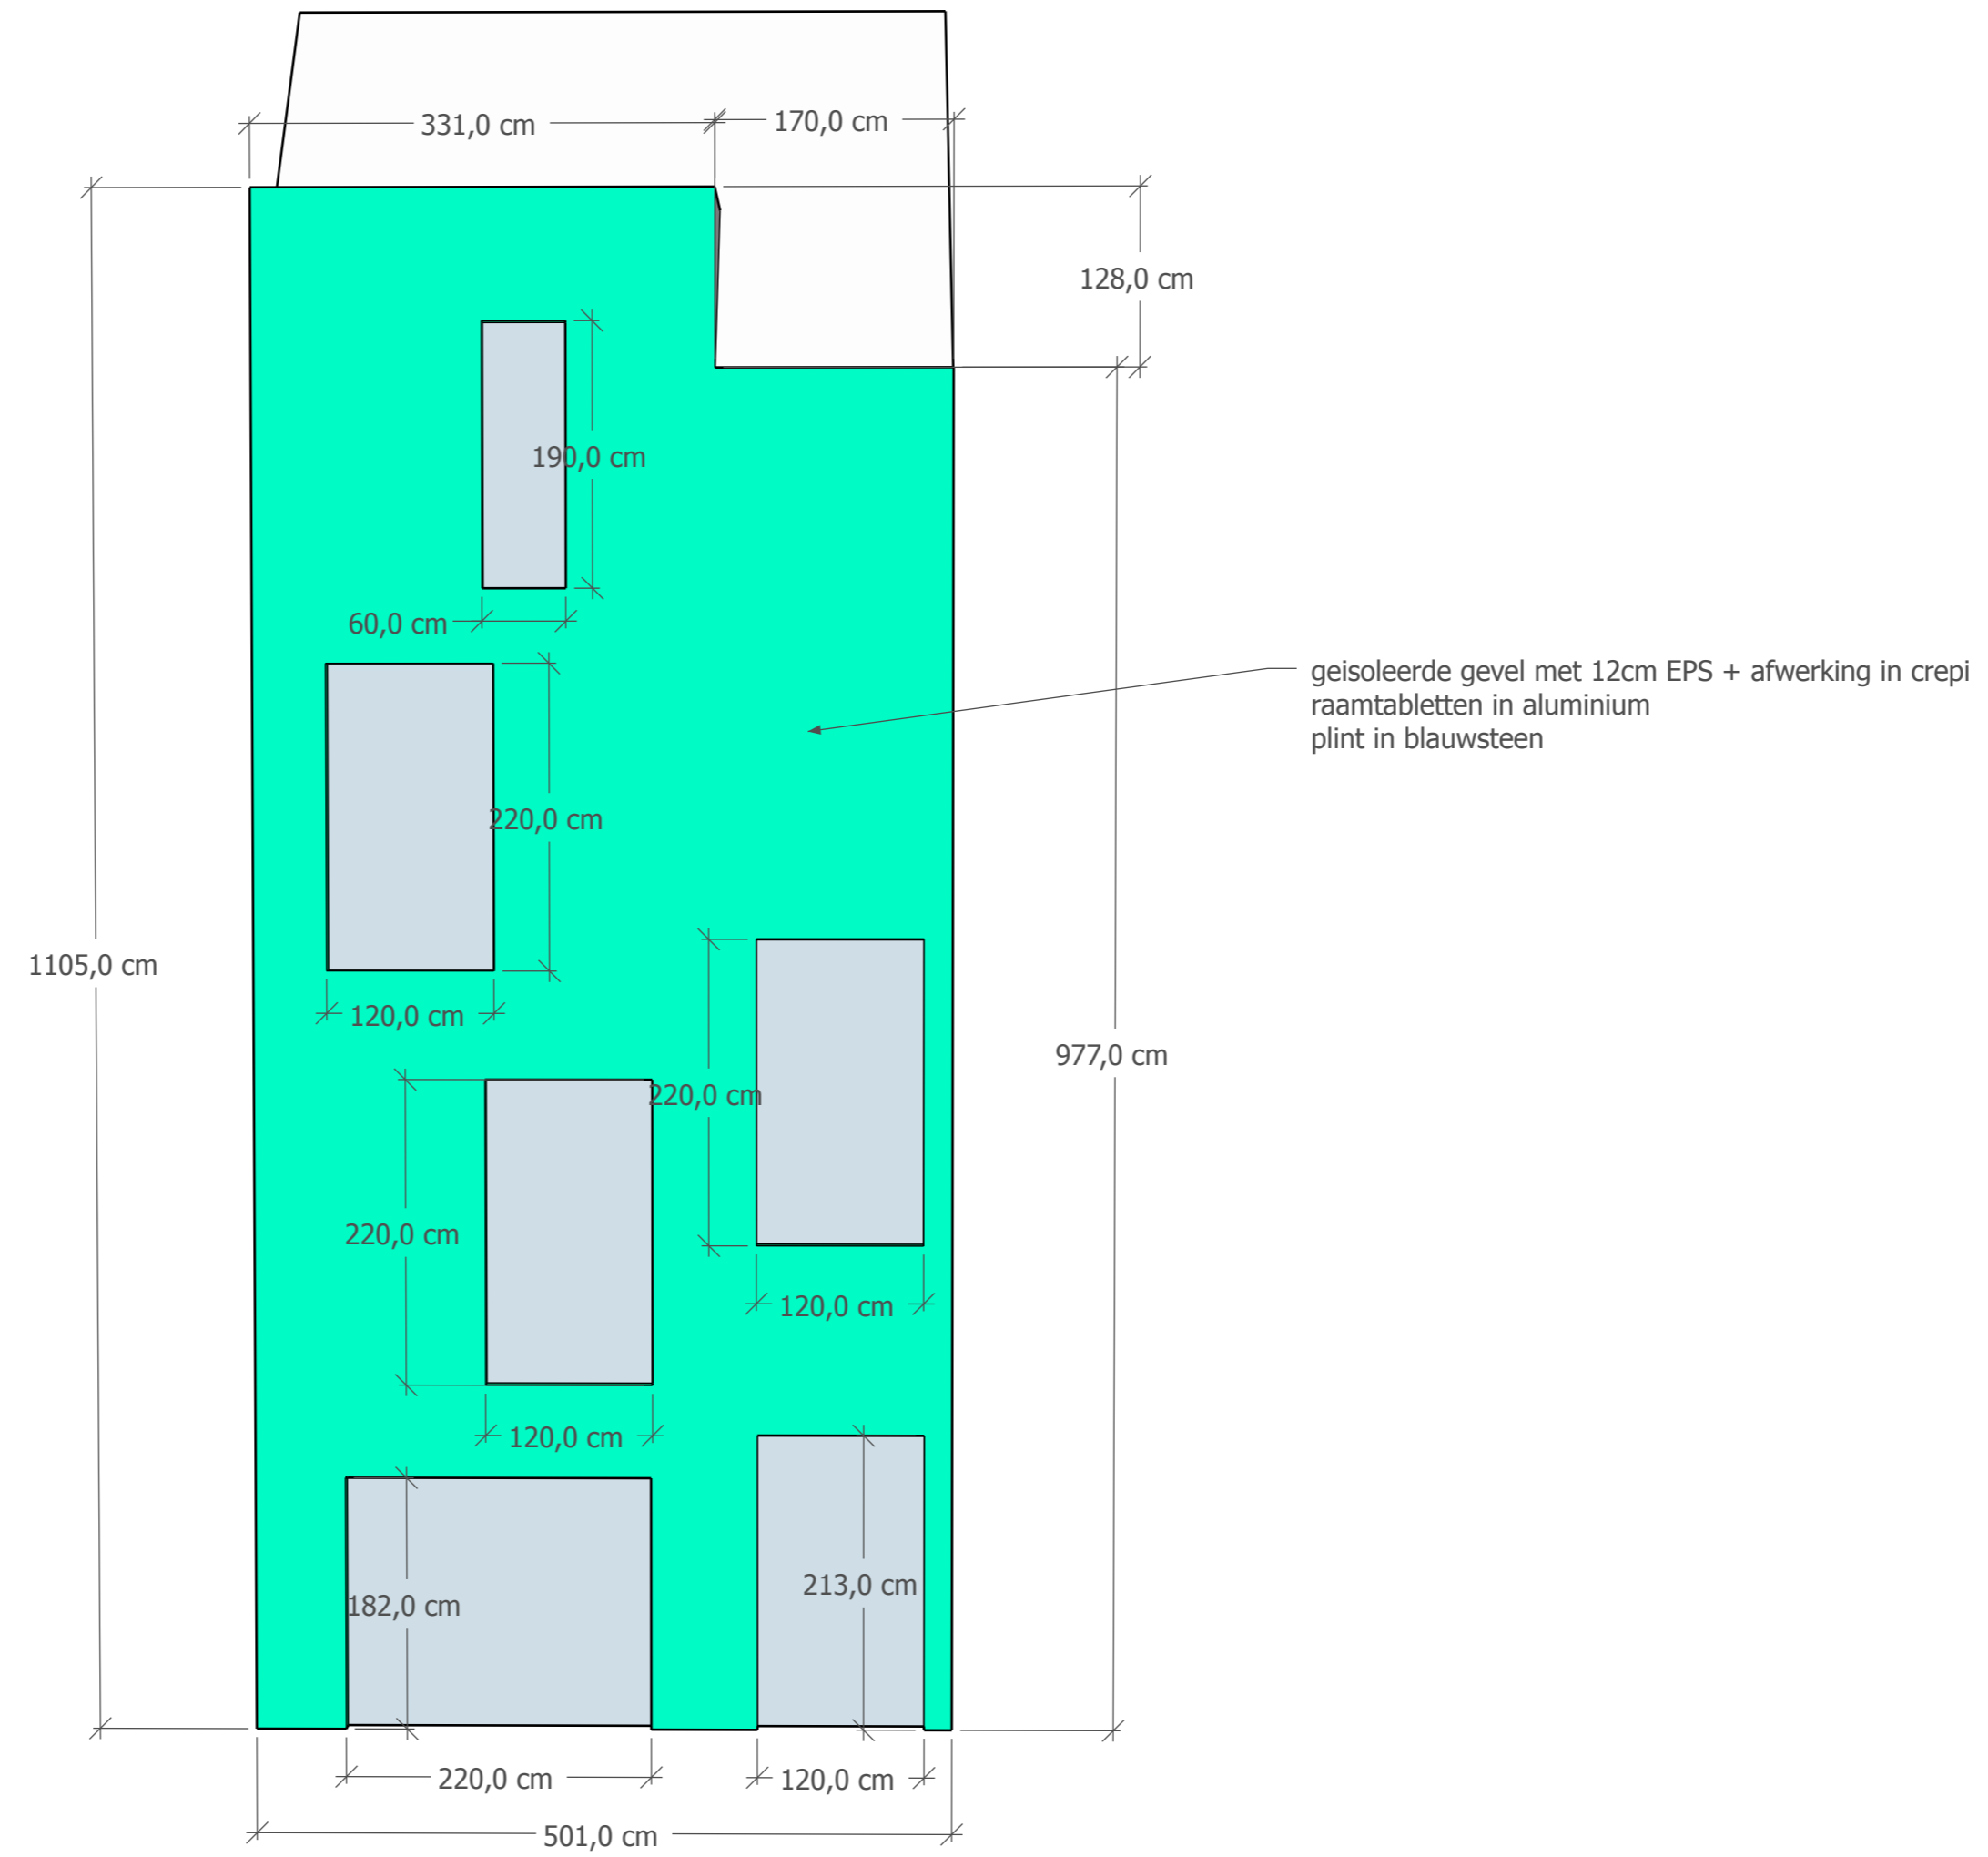 331,0 cm
170,0 cm
128,0 cm
190,0 cm
60,0 cm
geisoleerde gevel met 12cm EPS + afwerking in crepi
raamtabletten in aluminium
plint in blauwsteen
220,0 cm
1105,0 cm
120,0 cm
977,0 cm
220,0 cm
220,0 cm
120,0 cm
120,0 cm
213,0 cm
182,0 cm
220,0 cm
120,0 cm
501,0 cm